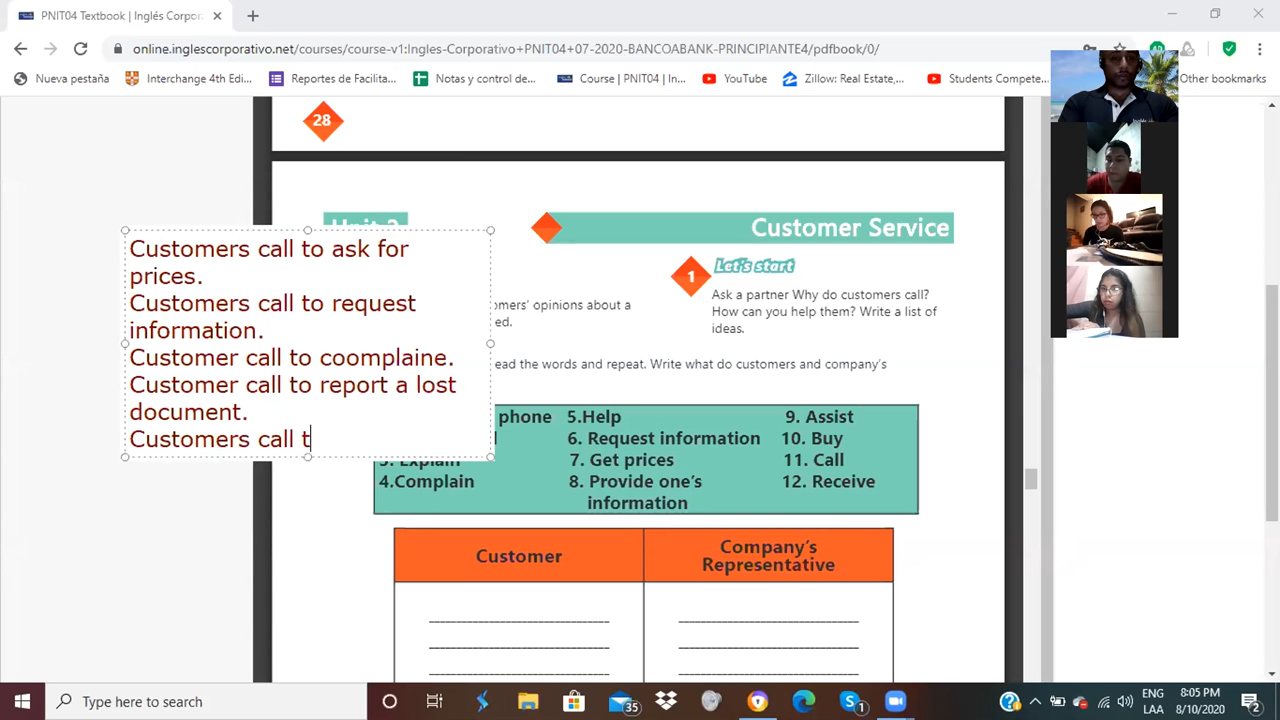 PNIT04 Textbook | Inglés Corpor
online.inglescorporativo.net/courses/course-v1:Ingles-Corporativo+PNIT04+07-2020-BANCOABANK-PRINCIPIANTE4/pdfbook/0/
Nueva pestaña
Interchange 4th Edi...
Reportes de Facilita...
Notas y control de...
Course | PNIT04 | In...
YouTube
Zillow: Real Estate,...
Students Compete...
Other bookmarks
28
Customer Service
1
Let's start
Ask a partner Why do customers call?
How can you help them? Write a list of
ideas.
omers' opinions about a
ed.
ead the words and repeat. Write what do customers and company's
Customers call to ask for
prices.
Customers call to request
information.
Customer call to coomplaine.
Customer call to report a lost
document.
Customers call t
phone
4.Complain
5.Help
6. Request information
7. Get prices
8. Provide one's
information
9. Assist
10. Buy
11. Call
12. Receive
Customer
Company's
Representative
Type here to search
35
1
ENG
LAA
8:05 PM
8/10/2020
2